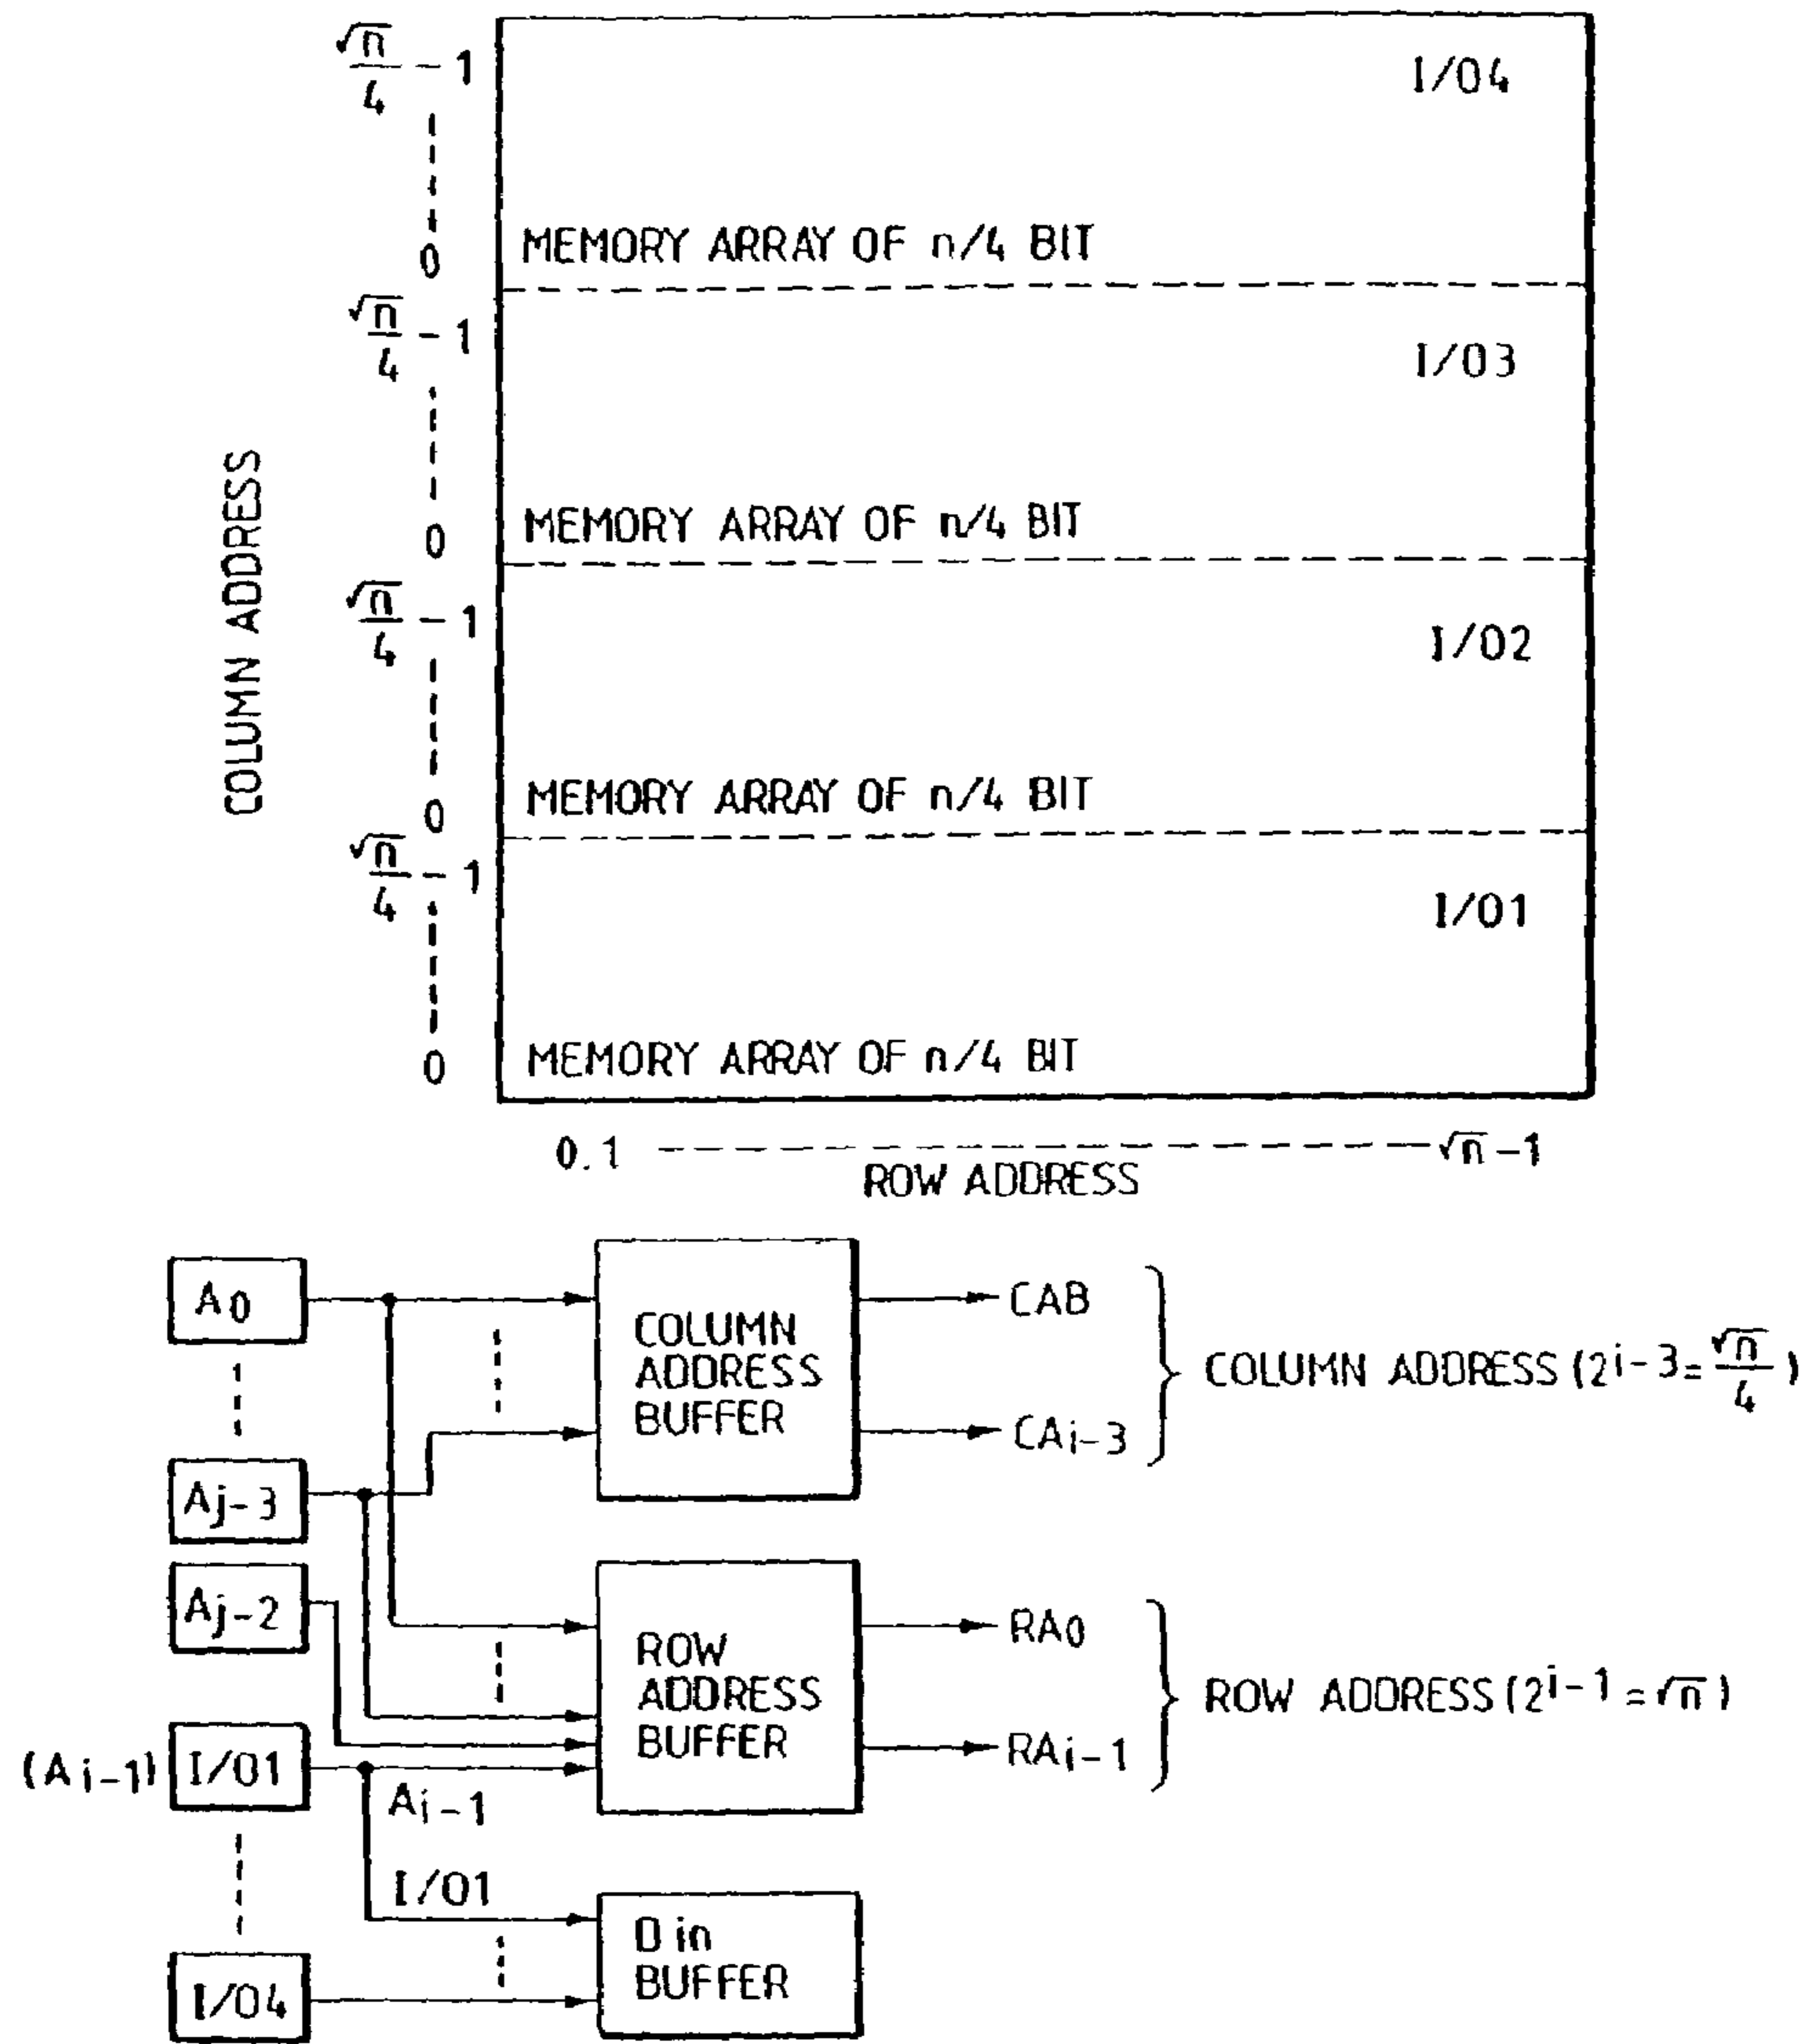 √n/4 - 1
I/O4
0
MEMORY ARRAY OF n/4 BIT
√n/4 - 1
I/O3
0
MEMORY ARRAY OF n/4 BIT
√n/4 - 1
I/O2
0
MEMORY ARRAY OF n/4 BIT
√n/4 - 1
I/O1
0
MEMORY ARRAY OF n/4 BIT
COLUMN ADDRESS
0.1
√n-1
ROW ADDRESS
A0
Aj-3
Aj-2
(Ai-1)
I/O1
I/O4
Ai-1
I/O1
COLUMN
ADDRESS
BUFFER
ROW
ADDRESS
BUFFER
D in
BUFFER
CAB
CAi-3
COLUMN ADDRESS (2^i-3 = √n/4)
RA0
RAi-1
ROW ADDRESS (2^i-1 = √n)